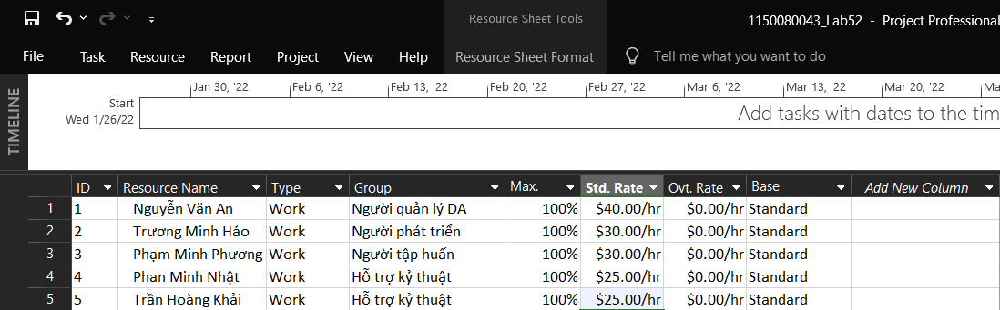 Resource Sheet Tools
1150080043_Lab52 - Project Professional
File Task Resource Report Project View Help Resource Sheet Format Tell me what you want to do
TIMELINE
Jan 30, '22 Feb 6, '22 Feb 13, '22 Feb 20, '22 Feb 27, '22 Mar 6, '22 Mar 13, '22 Mar 20, '22 Ma
Start
Wed 1/26/22
Add tasks with dates to the tim
ID Resource Name Type Group Max. Std. Rate Ovt. Rate Base Add New Column
1 1 Nguyễn Văn An Work Người quản lý DA 100% $40.00/hr $0.00/hr Standard
2 2 Trương Minh Hảo Work Người phát triển 100% $30.00/hr $0.00/hr Standard
3 3 Phạm Minh Phương Work Người tập huấn 100% $30.00/hr $0.00/hr Standard
4 4 Phan Minh Nhật Work Hỗ trợ kỷ thuật 100% $25.00/hr $0.00/hr Standard
5 5 Trần Hoàng Khải Work Hỗ trợ kỷ thuật 100% $25.00/hr $0.00/hr Standard